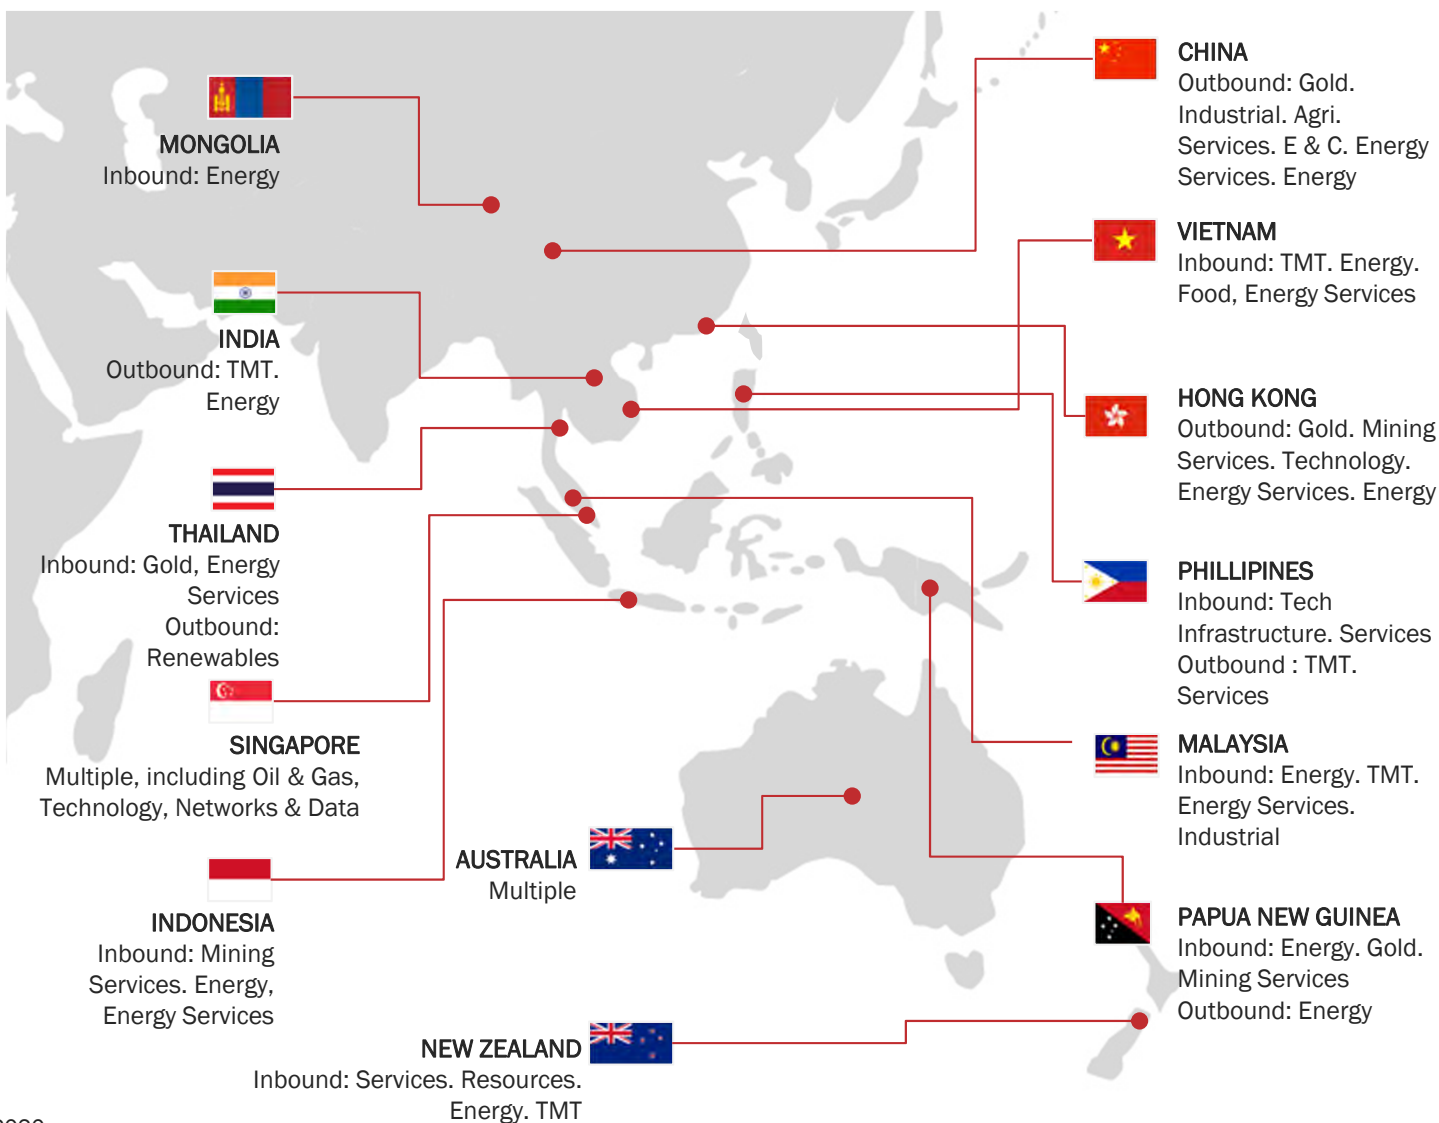 MONGOLIA
Inbound: Energy
INDIA
Outbound: TMT.
Energy
THAILAND
Inbound: Gold, Energy
Services
Outbound:
Renewables
SINGAPORE
Multiple, including Oil & Gas,
Technology, Networks & Data
INDONESIA
Inbound: Mining
Services. Energy,
Energy Services
AUSTRALIA
Multiple
NEW ZEALAND
Inbound: Services. Resources.
Energy. TMT
CHINA
Outbound: Gold.
Industrial. Agri.
Services. E & C. Energy
Services. Energy
VIETNAM
Inbound: TMT. Energy.
Food, Energy Services
HONG KONG
Outbound: Gold. Mining
Services. Technology.
Energy Services. Energy
PHILLIPINES
Inbound: Tech
Infrastructure. Services
Outbound : TMT.
Services
MALAYSIA
Inbound: Energy. TMT.
Energy Services.
Industrial
PAPUA NEW GUINEA
Inbound: Energy. Gold.
Mining Services
Outbound: Energy